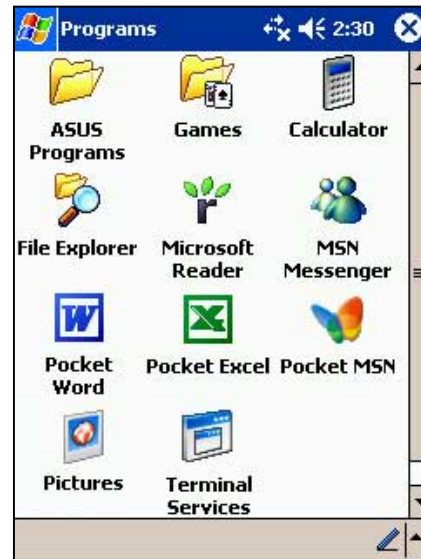 Programs 2:30
ASUS Programs
Games
Calculator
File Explorer
Microsoft Reader
MSN Messenger
Pocket Word
Pocket Excel
Pocket MSN
Pictures
Terminal Services